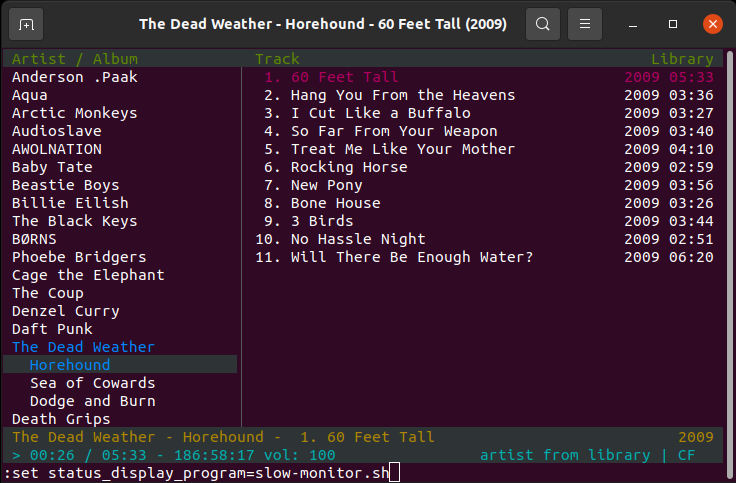 The Dead Weather - Horehound - 60 Feet Tall (2009)
Artist / Album Track Library
Anderson .Paak 1. 60 Feet Tall 2009 05:33
Aqua 2. Hang You From the Heavens 2009 03:36
Arctic Monkeys 3. I Cut Like a Buffalo 2009 03:27
Audioslave 4. So Far From Your Weapon 2009 03:40
AWOLNATION 5. Treat Me Like Your Mother 2009 04:10
Baby Tate 6. Rocking Horse 2009 02:59
Beastie Boys 7. New Pony 2009 03:56
Billie Eilish 8. Bone House 2009 03:26
The Black Keys 9. 3 Birds 2009 03:44
BØRNS 10. No Hassle Night 2009 02:51
Phoebe Bridgers 11. Will There Be Enough Water? 2009 06:20
Cage the Elephant
The Coup
Denzel Curry
Daft Punk
The Dead Weather
Horehound
Sea of Cowards
Dodge and Burn
Death Grips
The Dead Weather - Horehound -  1. 60 Feet Tall 2009
> 00:26 / 05:33 - 186:58:17 vol: 100 artist from library | CF
:set status_display_program=slow-monitor.sh